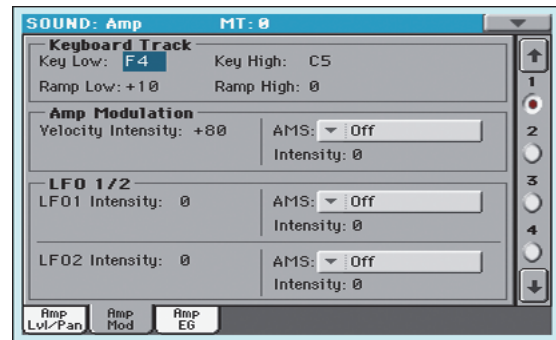 SOUND: Amp MT: 0
Keyboard Track
Key Low: F4 Key High: C5
Ramp Low: +10 Ramp High: 0
Amp Modulation
Velocity Intensity: +80 AMS: Off
Intensity: 0
LFO 1/2
LFO1 Intensity: 0 AMS: Off
Intensity: 0
LFO2 Intensity: 0 AMS: Off
Intensity: 0
1
2
3
4
Amp Lvl/Pan
Amp Mod
Amp EG